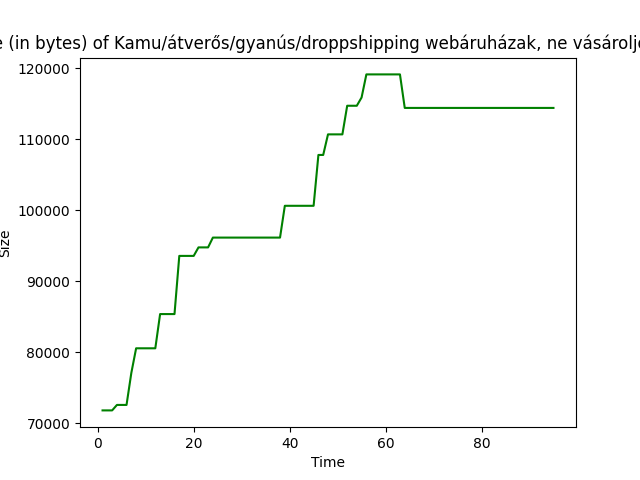 e (in bytes) of Kamu/átverős/gyanús/droppshipping webáruházak, ne vásárolj
120000
110000
100000
90000
80000
70000
Size
0 20 40 60 80
Time